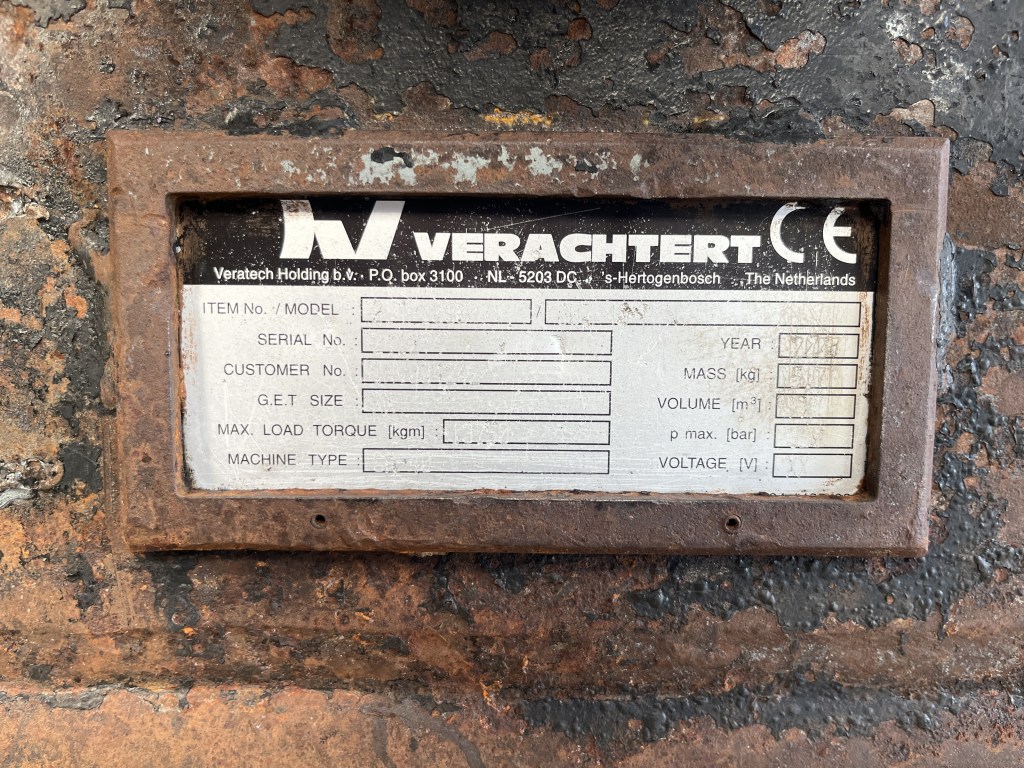 VERACHTERT CE
Veratech Holding b.v. · P.O. box 3100 .. NL - 5203 DC .. 's-Hertogenbosch .. The Netherlands
ITEM No. / MODEL : /
SERIAL No. : YEAR :
CUSTOMER No. : MASS [kg] :
G.E.T SIZE : VOLUME [m³] :
MAX. LOAD TORQUE [kgm] : p max. [bar] :
MACHINE TYPE : VOLTAGE [V] :